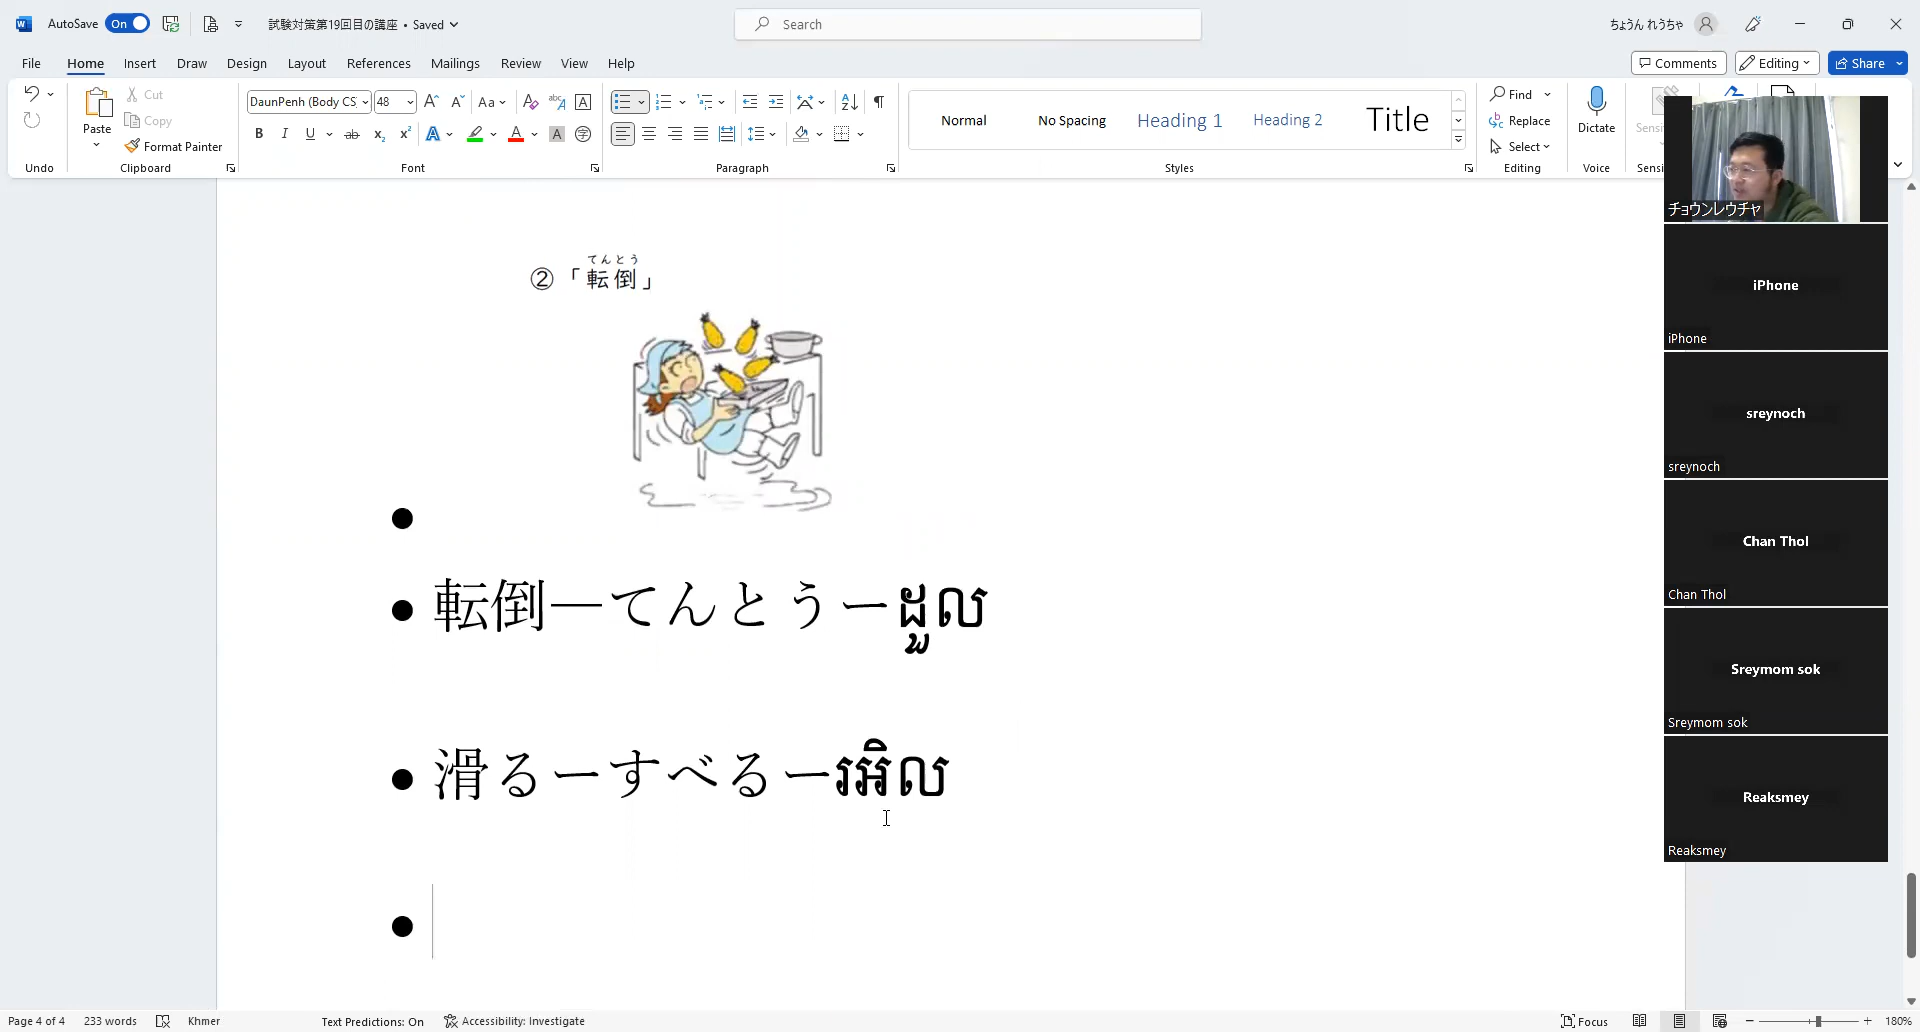 AutoSave On 試験対策第19回目の講座 • Saved Search ちょうん れうちゃ
File Home Insert Draw Design Layout References Mailings Review View Help Comments Editing Share
Paste Cut Copy Format Painter
DaunPenh (Body CS) 48
Normal No Spacing Heading 1 Heading 2 Title
Find Replace Select
Dictate
Undo Clipboard Font Paragraph Styles Editing Voice
チョウンレウチャ
iPhone
iPhone
sreynoch
sreynoch
Chan Thol
Chan Thol
Sreymom sok
Sreymom sok
Reaksmey
Reaksmey
てんとう
②「転倒」
● 転倒―てんとうーដួល
● 滑るーすべるーរអិល
Page 4 of 4 233 words Khmer Text Predictions: On Accessibility: Investigate Focus 180%